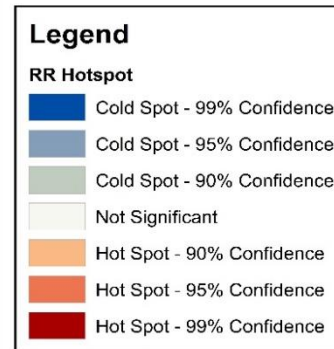 Legend
RR Hotspot
Cold Spot - 99% Confidence
Cold Spot - 95% Confidence
Cold Spot - 90% Confidence
Not Significant
Hot Spot - 90% Confidence
Hot Spot - 95% Confidence
Hot Spot - 99% Confidence